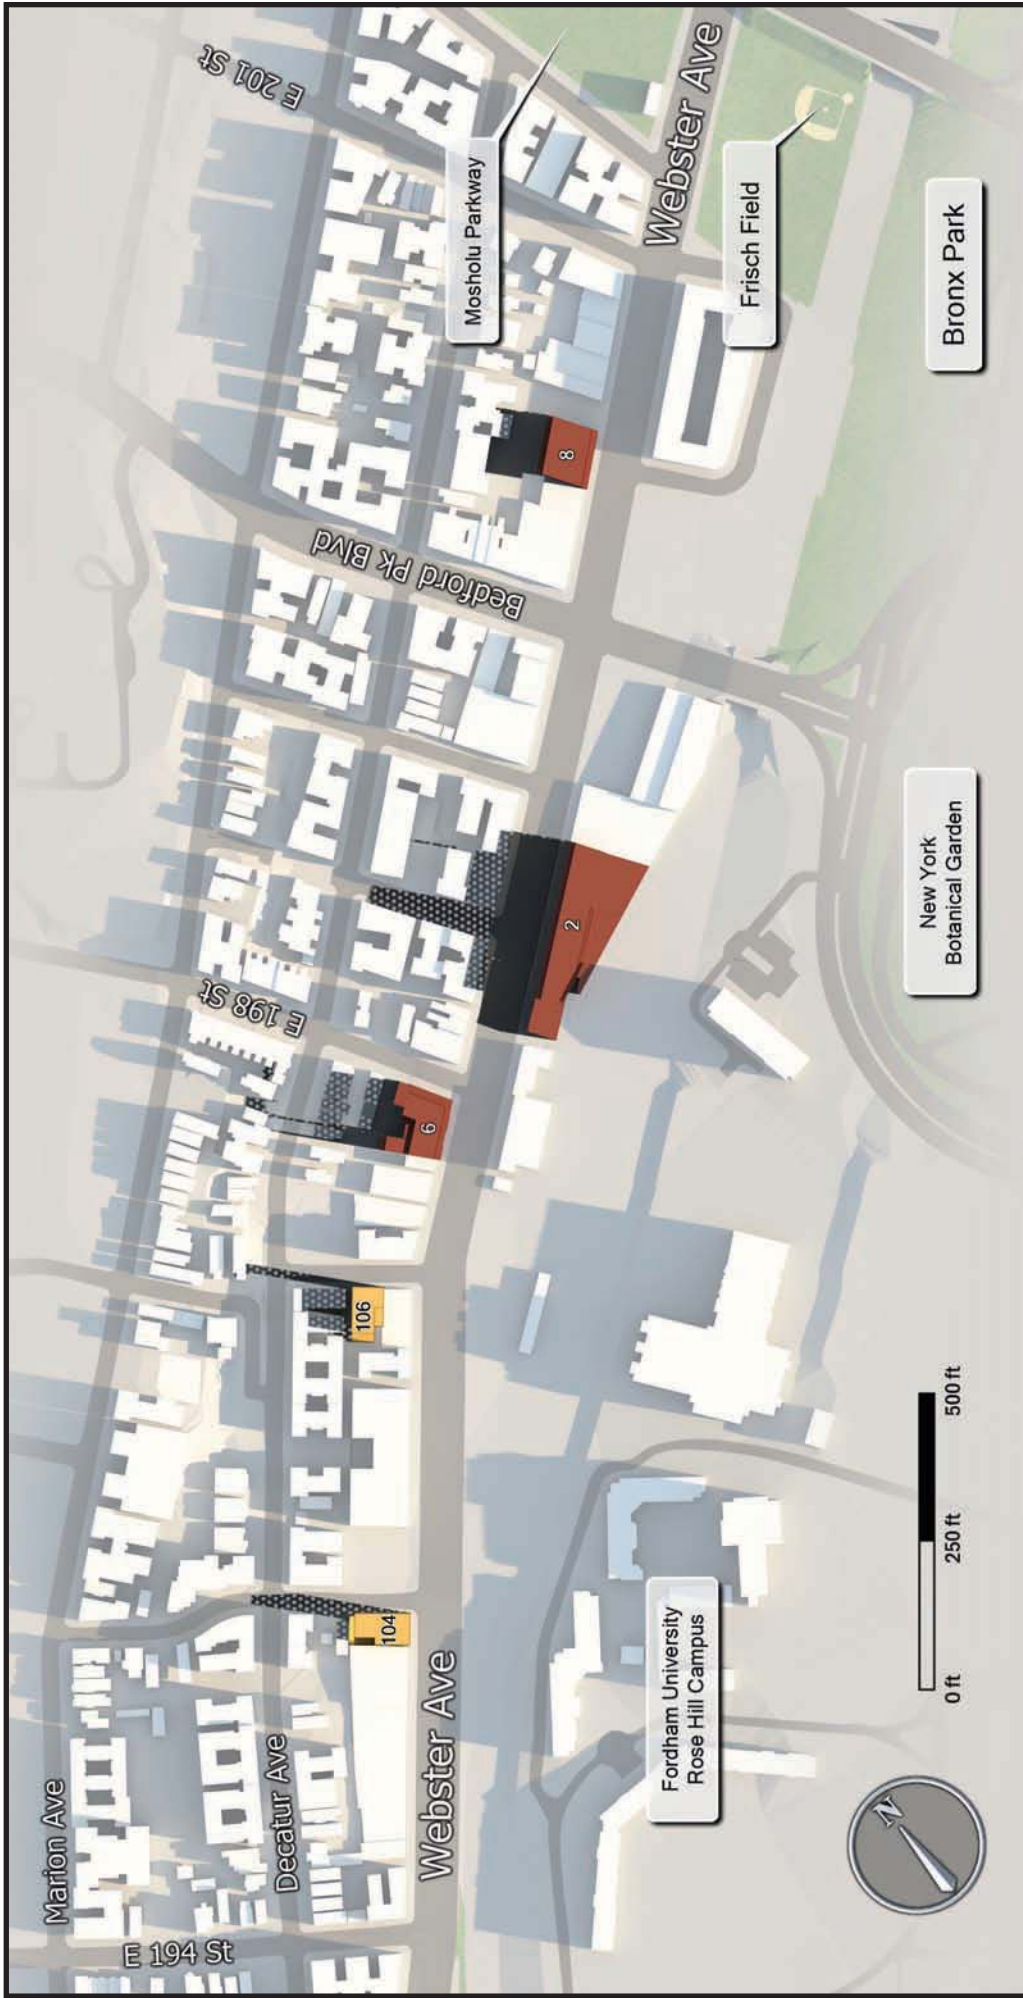 Marion Ave
E 194 St
Decatur Ave
Webster Ave
104
106
6
E 198 St
2
Bedford Pk Blvd
8
E 201 St
Mosholu Parkway
Webster Ave
Frisch Field
Bronx Park
New York
Botanical Garden
Fordham University
Rose Hill Campus
0 ft
250 ft
500 ft
N